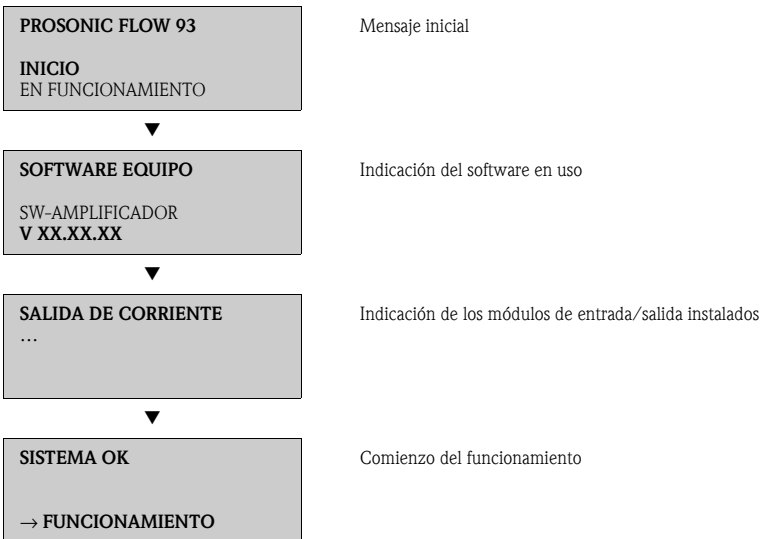 PROSONIC FLOW 93
Mensaje inicial
INICIO
EN FUNCIONAMIENTO
▼
SOFTWARE EQUIPO
Indicación del software en uso
SW-AMPLIFICADOR
V XX.XX.XX
▼
SALIDA DE CORRIENTE
Indicación de los módulos de entrada/salida instalados
…
▼
SISTEMA OK
Comienzo del funcionamiento
→ FUNCIONAMIENTO